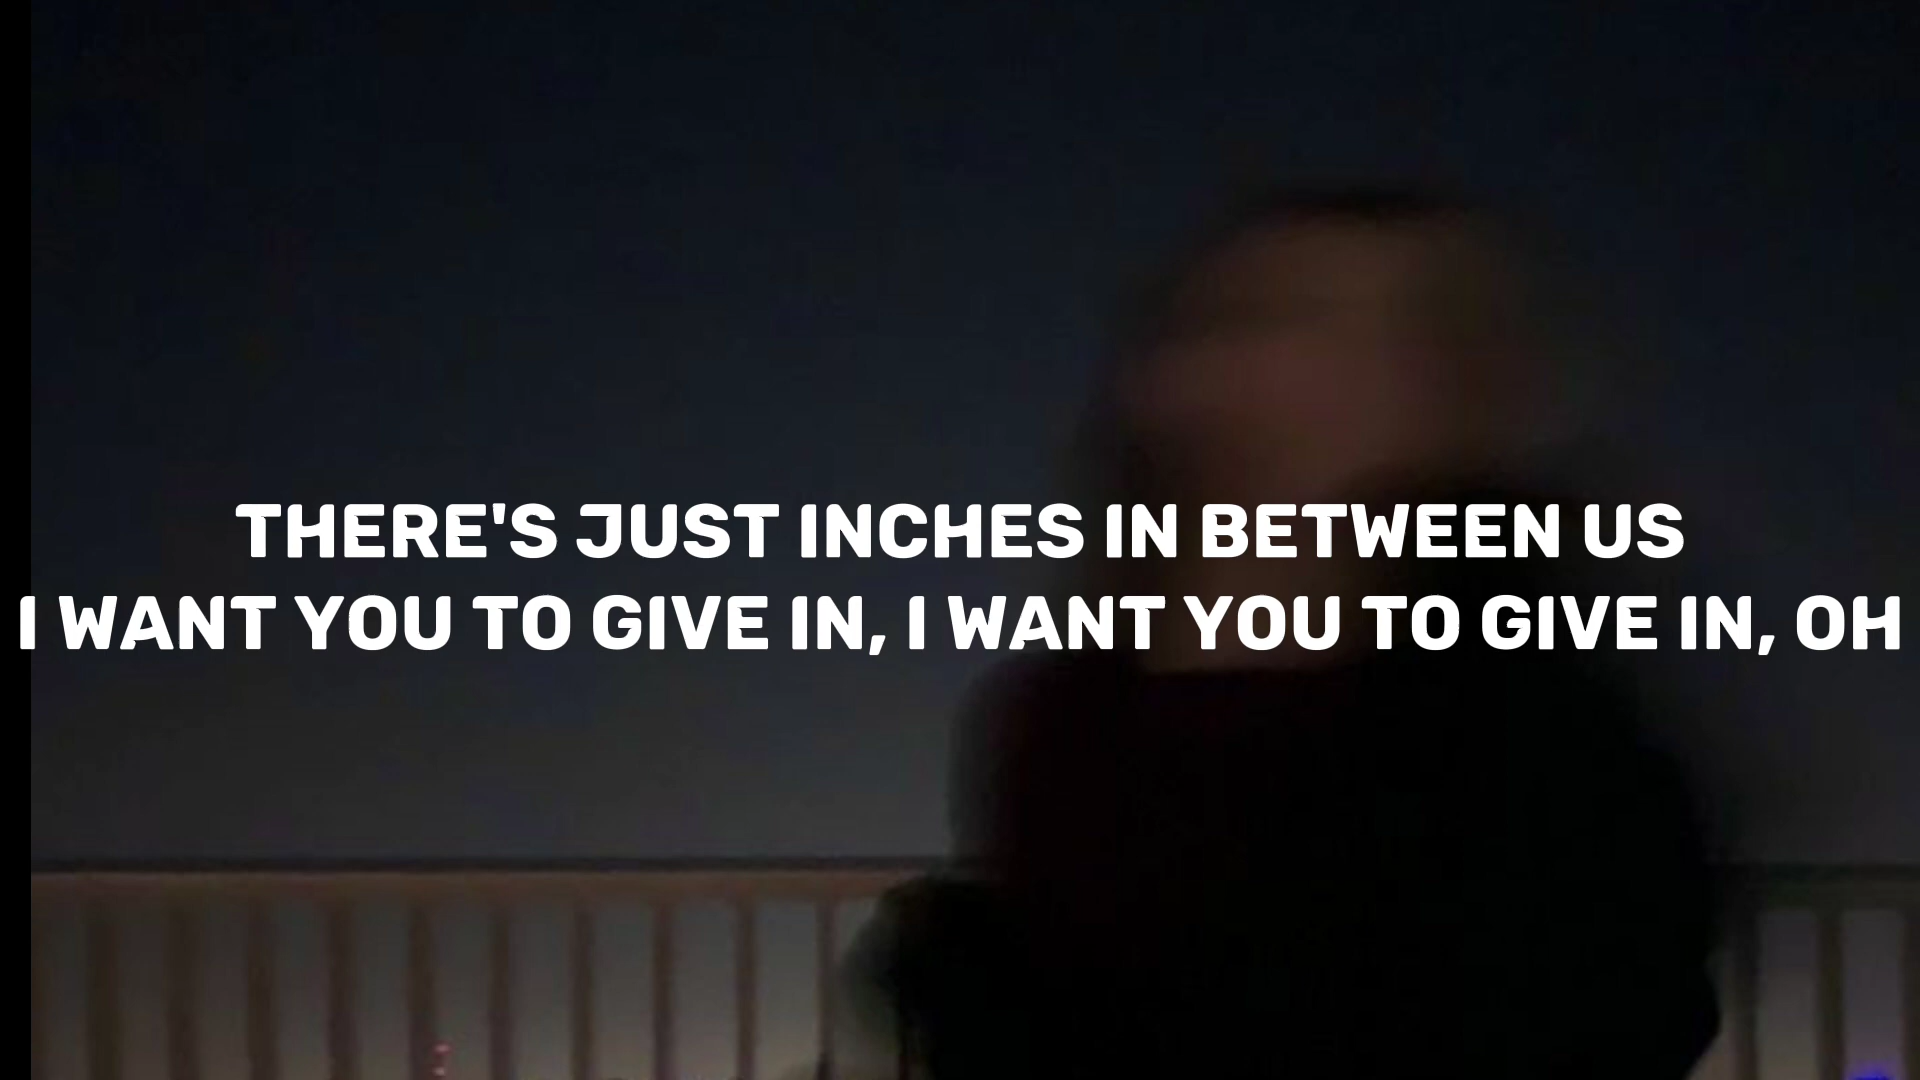 THERE'S JUST INCHES IN BETWEEN US
I WANT YOU TO GIVE IN, I WANT YOU TO GIVE IN, OH